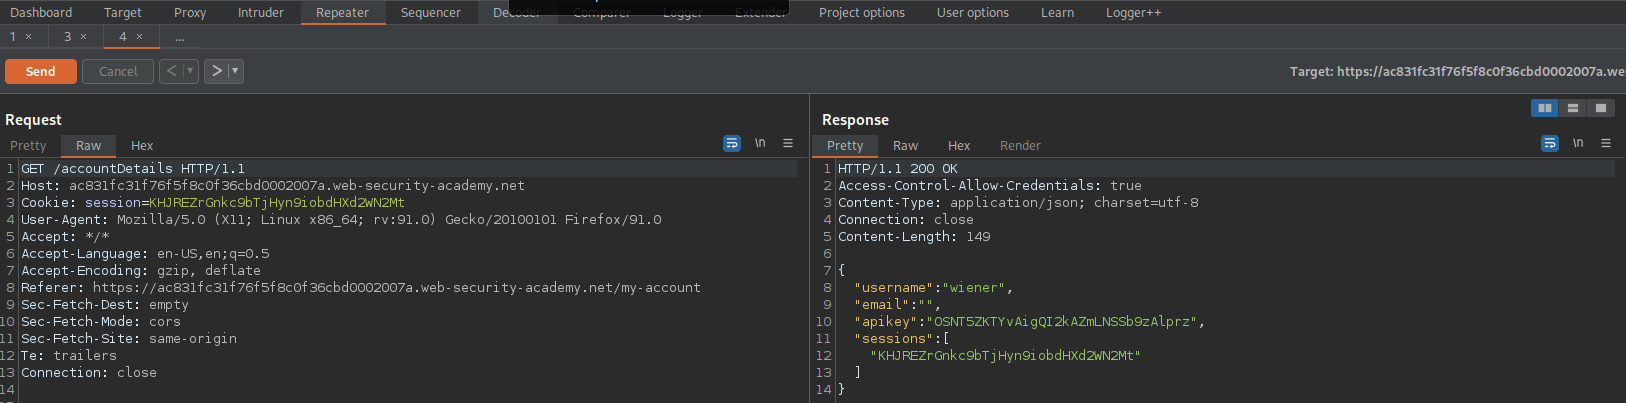 Dashboard Target Proxy Intruder Repeater Sequencer Decoder Comparer Logger Extender Project options User options Learn Logger++
1 × 3 × 4 × ...
Send Cancel < > Target: https://ac831fc31f76f5f8c0f36cbd0002007a.we
Request
Pretty Raw Hex \n
1 GET /accountDetails HTTP/1.1
2 Host: ac831fc31f76f5f8c0f36cbd0002007a.web-security-academy.net
3 Cookie: session=KHJREZrGnkc9bTjHyn9iobdHXd2WN2Mt
4 User-Agent: Mozilla/5.0 (X11; Linux x86_64; rv:91.0) Gecko/20100101 Firefox/91.0
5 Accept: */*
6 Accept-Language: en-US,en;q=0.5
7 Accept-Encoding: gzip, deflate
8 Referer: https://ac831fc31f76f5f8c0f36cbd0002007a.web-security-academy.net/my-account
9 Sec-Fetch-Dest: empty
10 Sec-Fetch-Mode: cors
11 Sec-Fetch-Site: same-origin
12 Te: trailers
13 Connection: close
14
Response
Pretty Raw Hex Render \n
1 HTTP/1.1 200 OK
2 Access-Control-Allow-Credentials: true
3 Content-Type: application/json; charset=utf-8
4 Connection: close
5 Content-Length: 149
6
7 {
8 "username":"wiener",
9 "email":"",
10 "apikey":"OSNT5ZKTYvAigQI2kAZmLNSSb9zAlprz",
11 "sessions":[
12 "KHJREZrGnkc9bTjHyn9iobdHXd2WN2Mt"
13 ]
14 }